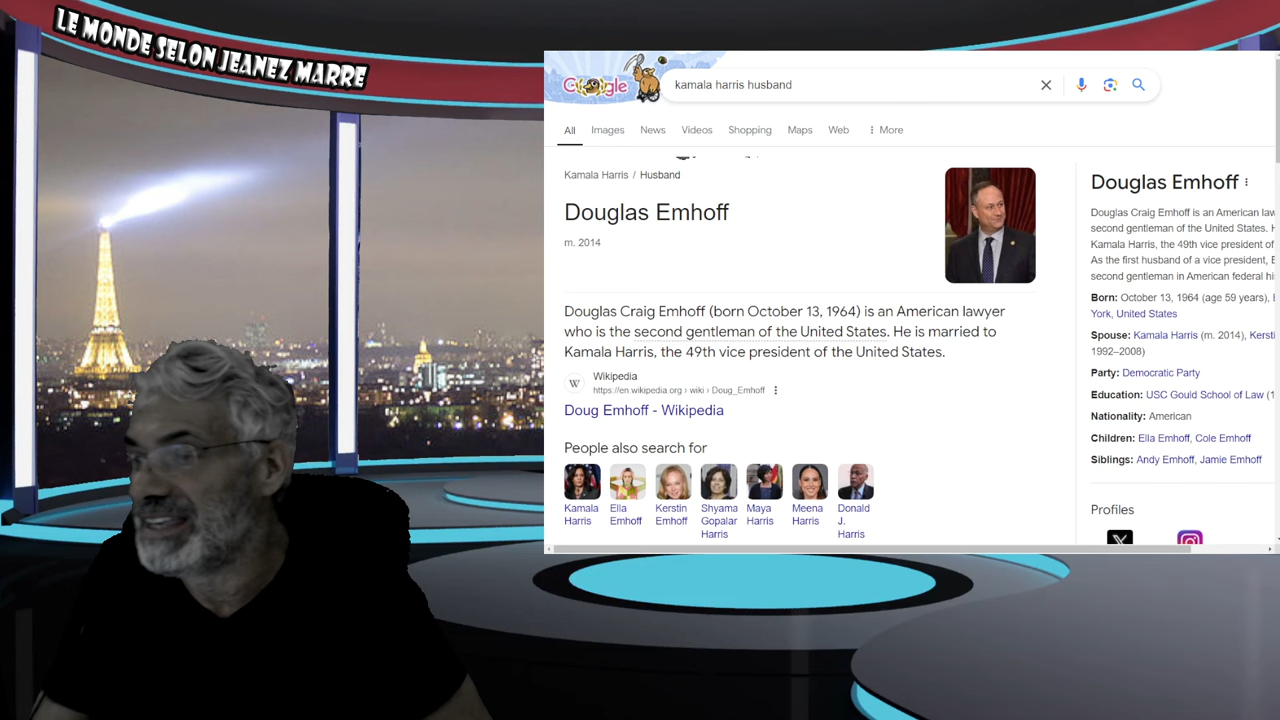 LE MONDE SELON JEANEZ MARRE
Google
kamala harris husband
All Images News Videos Shopping Maps Web More
Kamala Harris / Husband
Douglas Emhoff
m. 2014
Douglas Craig Emhoff (born October 13, 1964) is an American lawyer
who is the second gentleman of the United States. He is married to
Kamala Harris, the 49th vice president of the United States.
W
Wikipedia
https://en.wikipedia.org › wiki › Doug_Emhoff
Doug Emhoff - Wikipedia
People also search for
Kamala
Harris
Ella
Emhoff
Kerstin
Emhoff
Shyama
Gopalar
Harris
Maya
Harris
Meena
Harris
Donald
J.
Harris
Douglas Emhoff
Douglas Craig Emhoff is an American law
second gentleman of the United States. H
Kamala Harris, the 49th vice president of
As the first husband of a vice president, E
second gentleman in American federal hi
Born: October 13, 1964 (age 59 years),
York, United States
Spouse: Kamala Harris (m. 2014), Kersti
1992–2008)
Party: Democratic Party
Education: USC Gould School of Law (1
Nationality: American
Children: Ella Emhoff, Cole Emhoff
Siblings: Andy Emhoff, Jamie Emhoff
Profiles
X